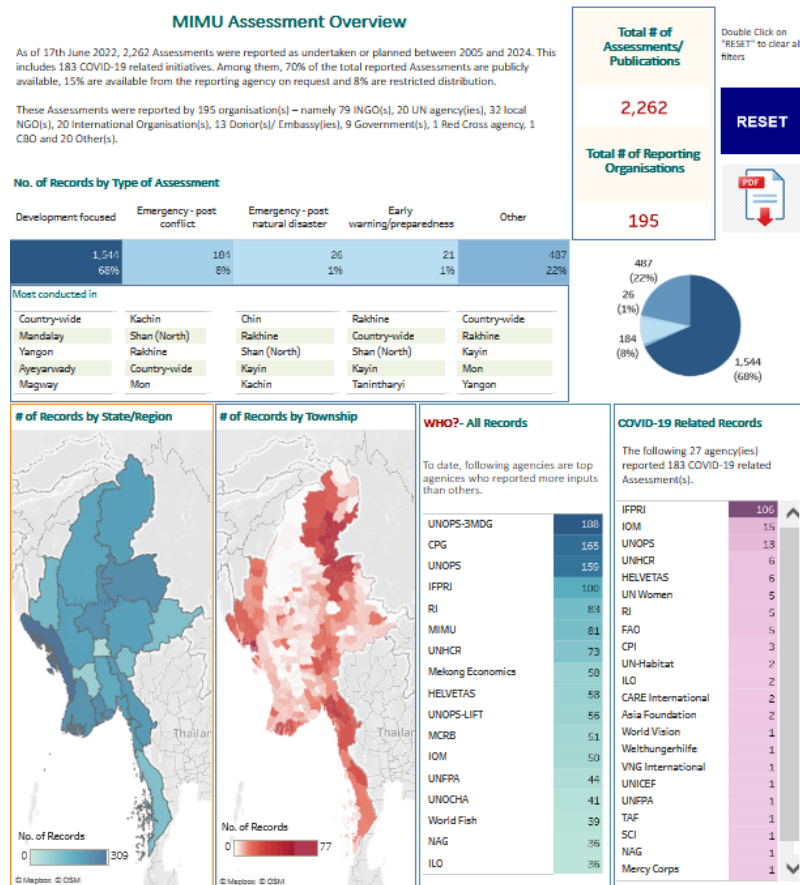 MIMU Assessment Overview
As of 17th June 2022, 2,262 Assessments were reported as undertaken or planned between 2005 and 2024. This
includes 183 COVID-19 related initiatives. Among them, 70% of the total reported Assessments are publicly
available, 15% are available from the reporting agency on request and 8% are restricted distribution.
These Assessments were reported by 195 organisation(s) – namely 79 INGO(s), 20 UN agency(ies), 32 local
NGO(s), 20 International Organisation(s), 13 Donor(s)/ Embassy(ies), 9 Government(s), 1 Red Cross agency, 1
CBO and 20 Other(s).
Total # of
Assessments/
Publications
2,262
Total # of Reporting
Organisations
195
Double Click on
"RESET" to clear all
filters
RESET
PDF
No. of Records by Type of Assessment
Development focused
Emergency - post
conflict
Emergency - post
natural disaster
Early
warning/preparedness
Other
1,544 184 26 21 487
68% 8% 1% 1% 22%
Most conducted in
Country-wide Kachin Chin Rakhine Country-wide
Mandalay Shan (North) Rakhine Country-wide Rakhine
Yangon Rakhine Shan (North) Shan (North) Kayin
Ayeyarwady Country-wide Kayin Kayin Mon
Magway Mon Kachin Tanintharyi Yangon
487
(22%)
26
(1%)
184
(8%)
1,544
(68%)
# of Records by State/Region
Myanmar
Thailan
No. of Records
0 309
© Mapbox © OSM
# of Records by Township
Thailan
No. of Records
0 77
© Mapbox © OSM
WHO?- All Records
To date, following agencies are top
agenices who reported more inputs
than others.
UNOPS-3MDG 188
CPG 165
UNOPS 159
IFPRI 100
RI 83
MIMU 81
UNHCR 73
Mekong Economics 58
HELVETAS 58
UNOPS-LIFT 56
MCRB 51
IOM 50
UNFPA 44
UNOCHA 41
World Fish 39
NAG 36
ILO 36
COVID-19 Related Records
The following 27 agency(ies)
reported 183 COVID-19 related
Assessment(s).
IFPRI 106
IOM 15
UNOPS 13
UNHCR 6
HELVETAS 6
UN Women 5
RI 5
FAO 5
CPI 3
UN-Habitat 2
ILO 2
CARE International 2
Asia Foundation 2
World Vision 1
Welthungerhilfe 1
VNG International 1
UNICEF 1
UNFPA 1
TAF 1
SCI 1
NAG 1
Mercy Corps 1